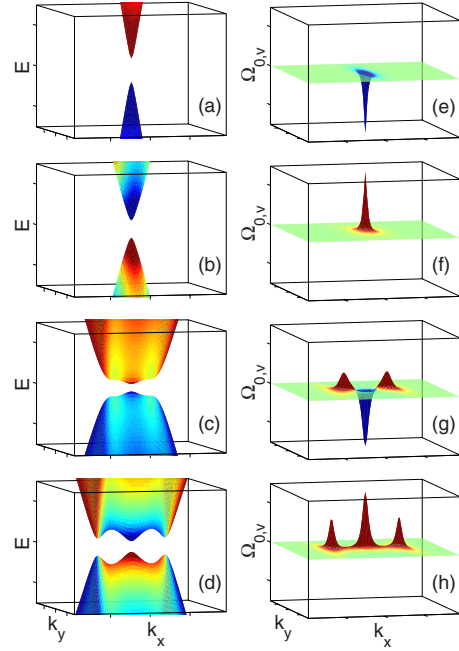 E
(a)
Ω0,v
(e)
E
(b)
Ω0,v
(f)
E
(c)
Ω0,v
(g)
E
(d)
Ω0,v
(h)
ky
kx
ky
kx